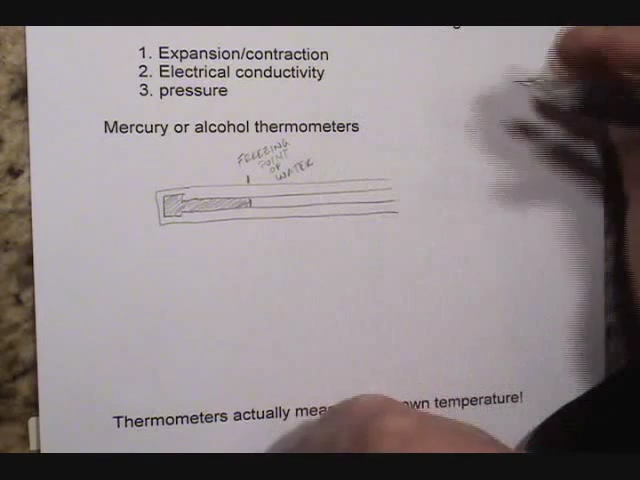 1. Expansion/contraction
2. Electrical conductivity
3. pressure
Mercury or alcohol thermometers
FREEZING
POINT
OF
WATER
Thermometers actually own temperature!